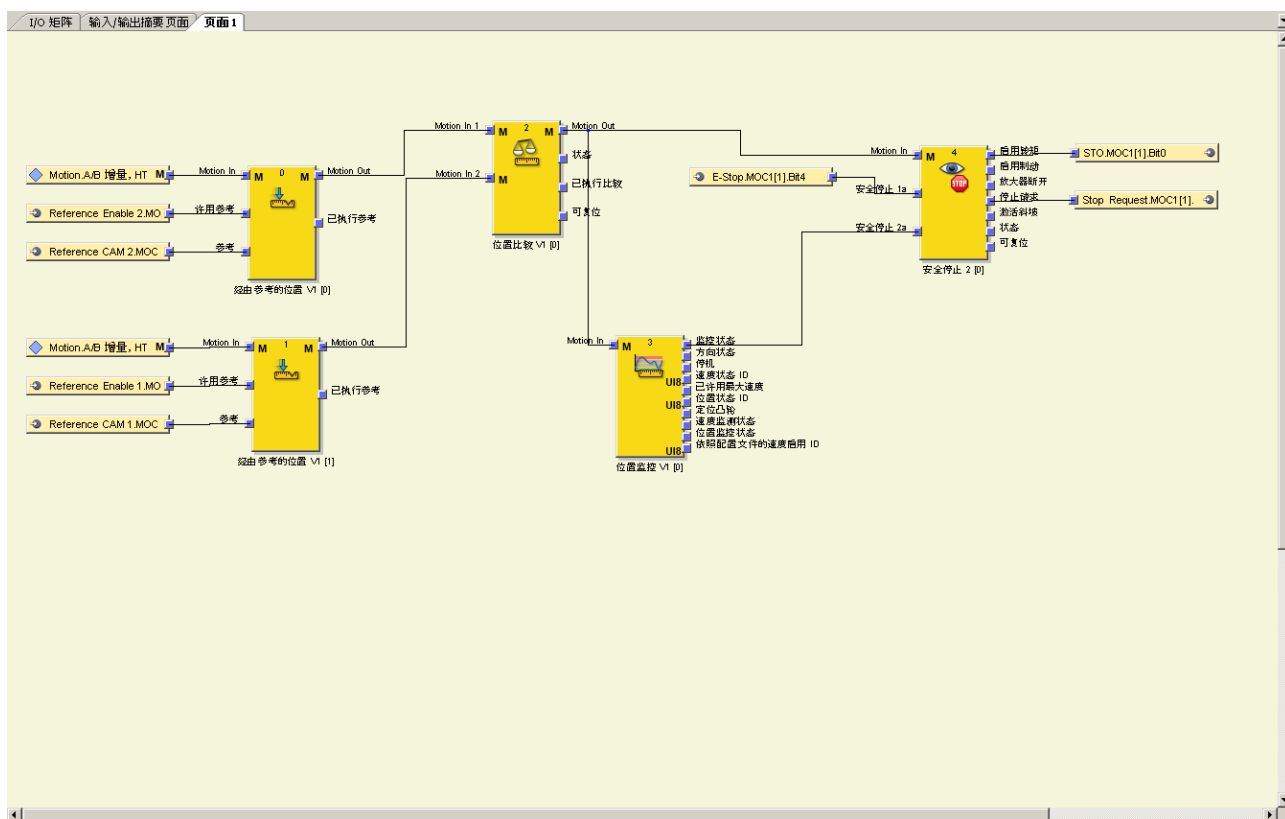 I/O 矩阵
输入/输出摘要页面
页面 1
Motion.A/B 增量, HT M
Reference Enable 2.MO
Reference CAM 2.MOC
Motion In
许用参考
参考
M 0 M
Motion Out
已执行参考
经由参考的位置 V1 [0]
Motion.A/B 增量, HT M
Reference Enable 1.MO
Reference CAM 1.MOC
Motion In
许用参考
参考
M 1 M
Motion Out
已执行参考
经由参考的位置 V1 [1]
Motion In 1
Motion In 2
M 2 M
M
Motion Out
状态
已执行比较
可复位
位置比较 V1 [0]
Motion In
M 3
UI8
UI8
UI8
监控状态
方向状态
停机
速度状态 ID
已许用最大速度
位置状态 ID
定位凸轮
速度监测状态
位置监控状态
依照配置文件的速度启用 ID
位置监控 V1 [0]
E-Stop.MOC1[1].Bit4
Motion In
安全停止 1a
安全停止 2a
M 4
STOP
启用转矩
启用制动
放大器断开
停止请求
激活斜坡
状态
可复位
安全停止 2 [0]
STO.MOC1[1].Bit0
Stop Request.MOC1[1].